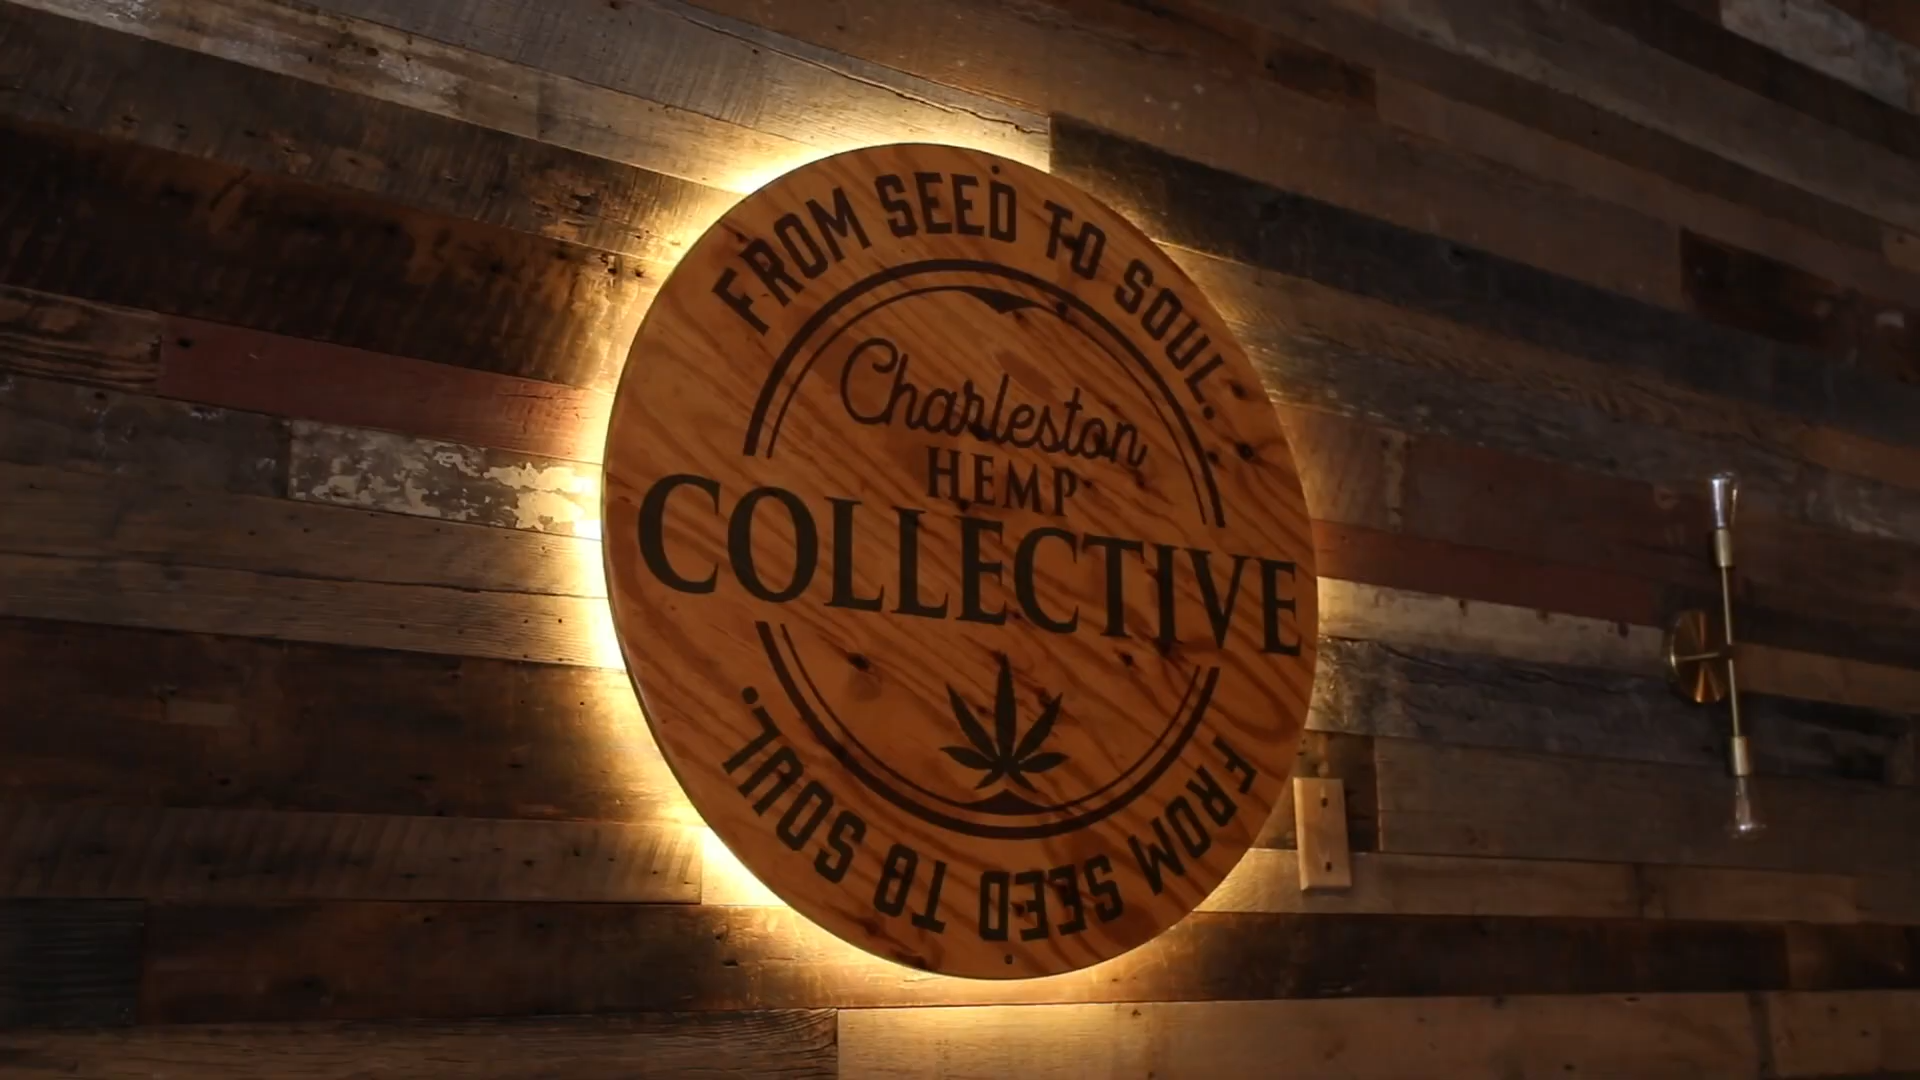 FROM SEED TO SOUL.
Charleston
HEMP
COLLECTIVE
FROM SEED TO SOUL.